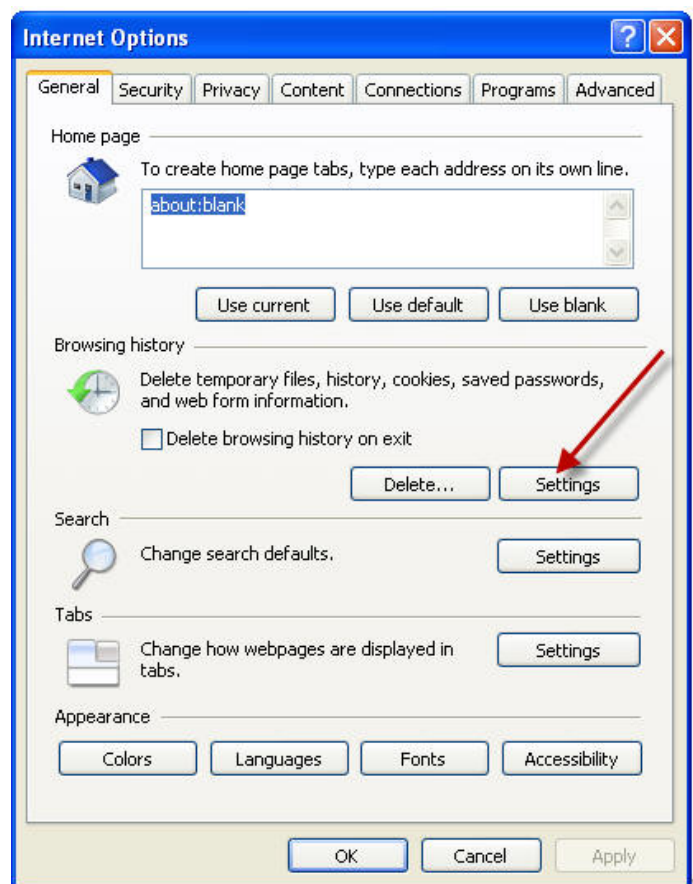 Internet Options
General Security Privacy Content Connections Programs Advanced
Home page
To create home page tabs, type each address on its own line.
about:blank
Use current Use default Use blank
Browsing history
Delete temporary files, history, cookies, saved passwords,
and web form information.
Delete browsing history on exit
Delete... Settings
Search
Change search defaults. Settings
Tabs
Change how webpages are displayed in Settings
tabs.
Appearance
Colors Languages Fonts Accessibility
OK Cancel Apply